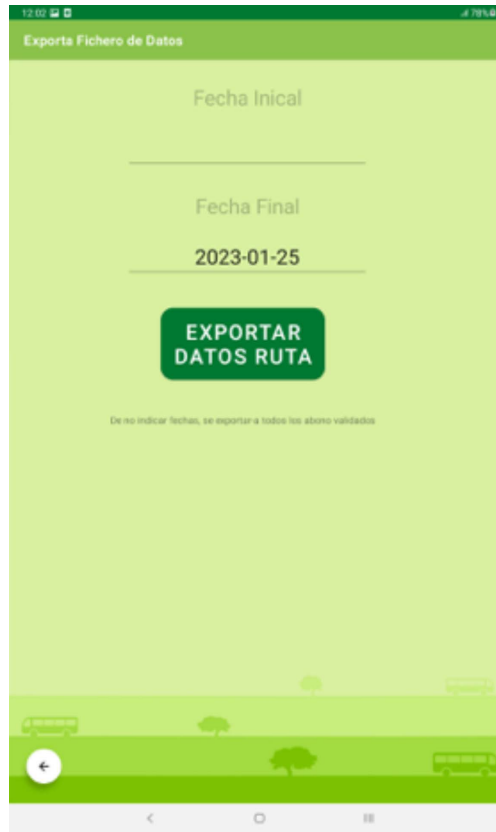 12:02
78%
Exporta Fichero de Datos
Fecha Inical
Fecha Final
2023-01-25
EXPORTAR
DATOS RUTA
De no indicar fechas, se exportar-a todos los abono validados